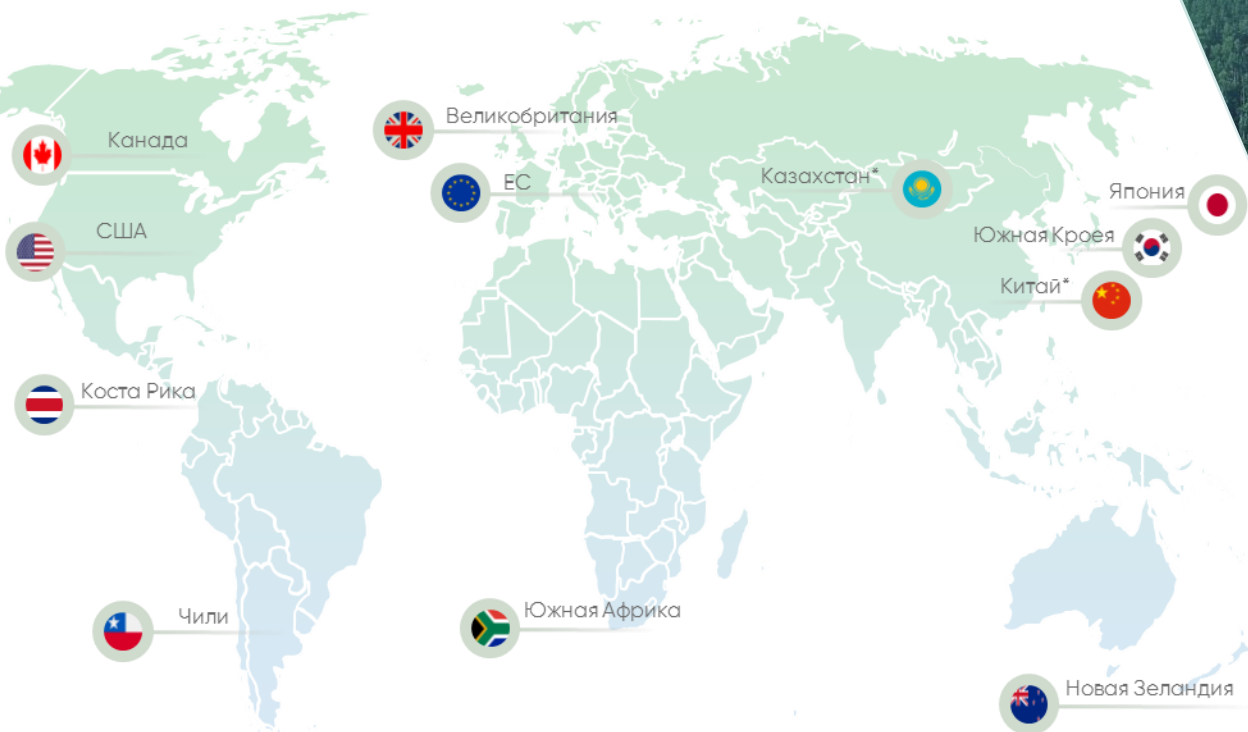 Великобритания
Канада
ЕС
Казахстан*
Япония
США
Южная Кроея
Китай*
Коста Рика
Чили
Южная Африка
Новая Зеландия